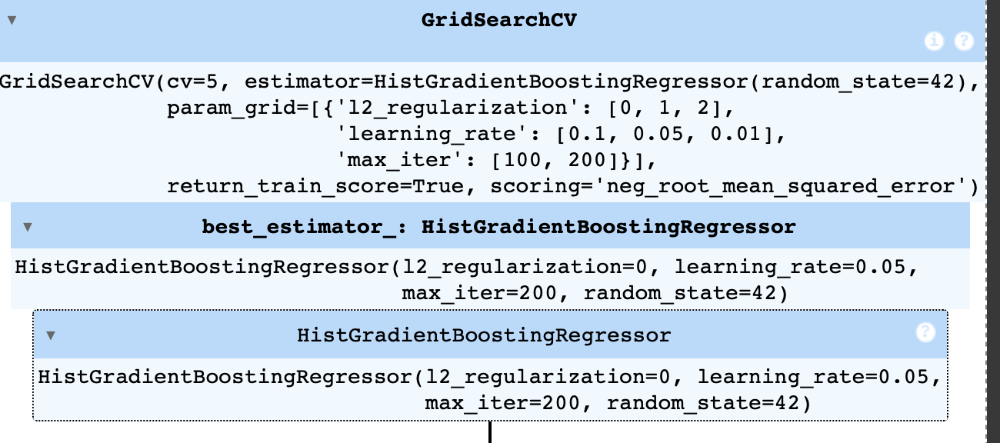 GridSearchCV
i ?
GridSearchCV(cv=5, estimator=HistGradientBoostingRegressor(random_state=42),
param_grid=[{'l2_regularization': [0, 1, 2],
'learning_rate': [0.1, 0.05, 0.01],
'max_iter': [100, 200]}],
return_train_score=True, scoring='neg_root_mean_squared_error')
best_estimator_: HistGradientBoostingRegressor
HistGradientBoostingRegressor(l2_regularization=0, learning_rate=0.05,
max_iter=200, random_state=42)
HistGradientBoostingRegressor ?
HistGradientBoostingRegressor(l2_regularization=0, learning_rate=0.05,
max_iter=200, random_state=42)